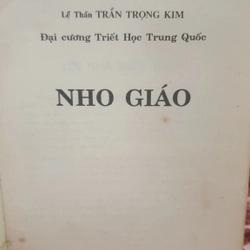 Lệ Thần TRẦN TRỌNG KIM
Đại cương Triết Học Trung Quốc
NHO GIÁO